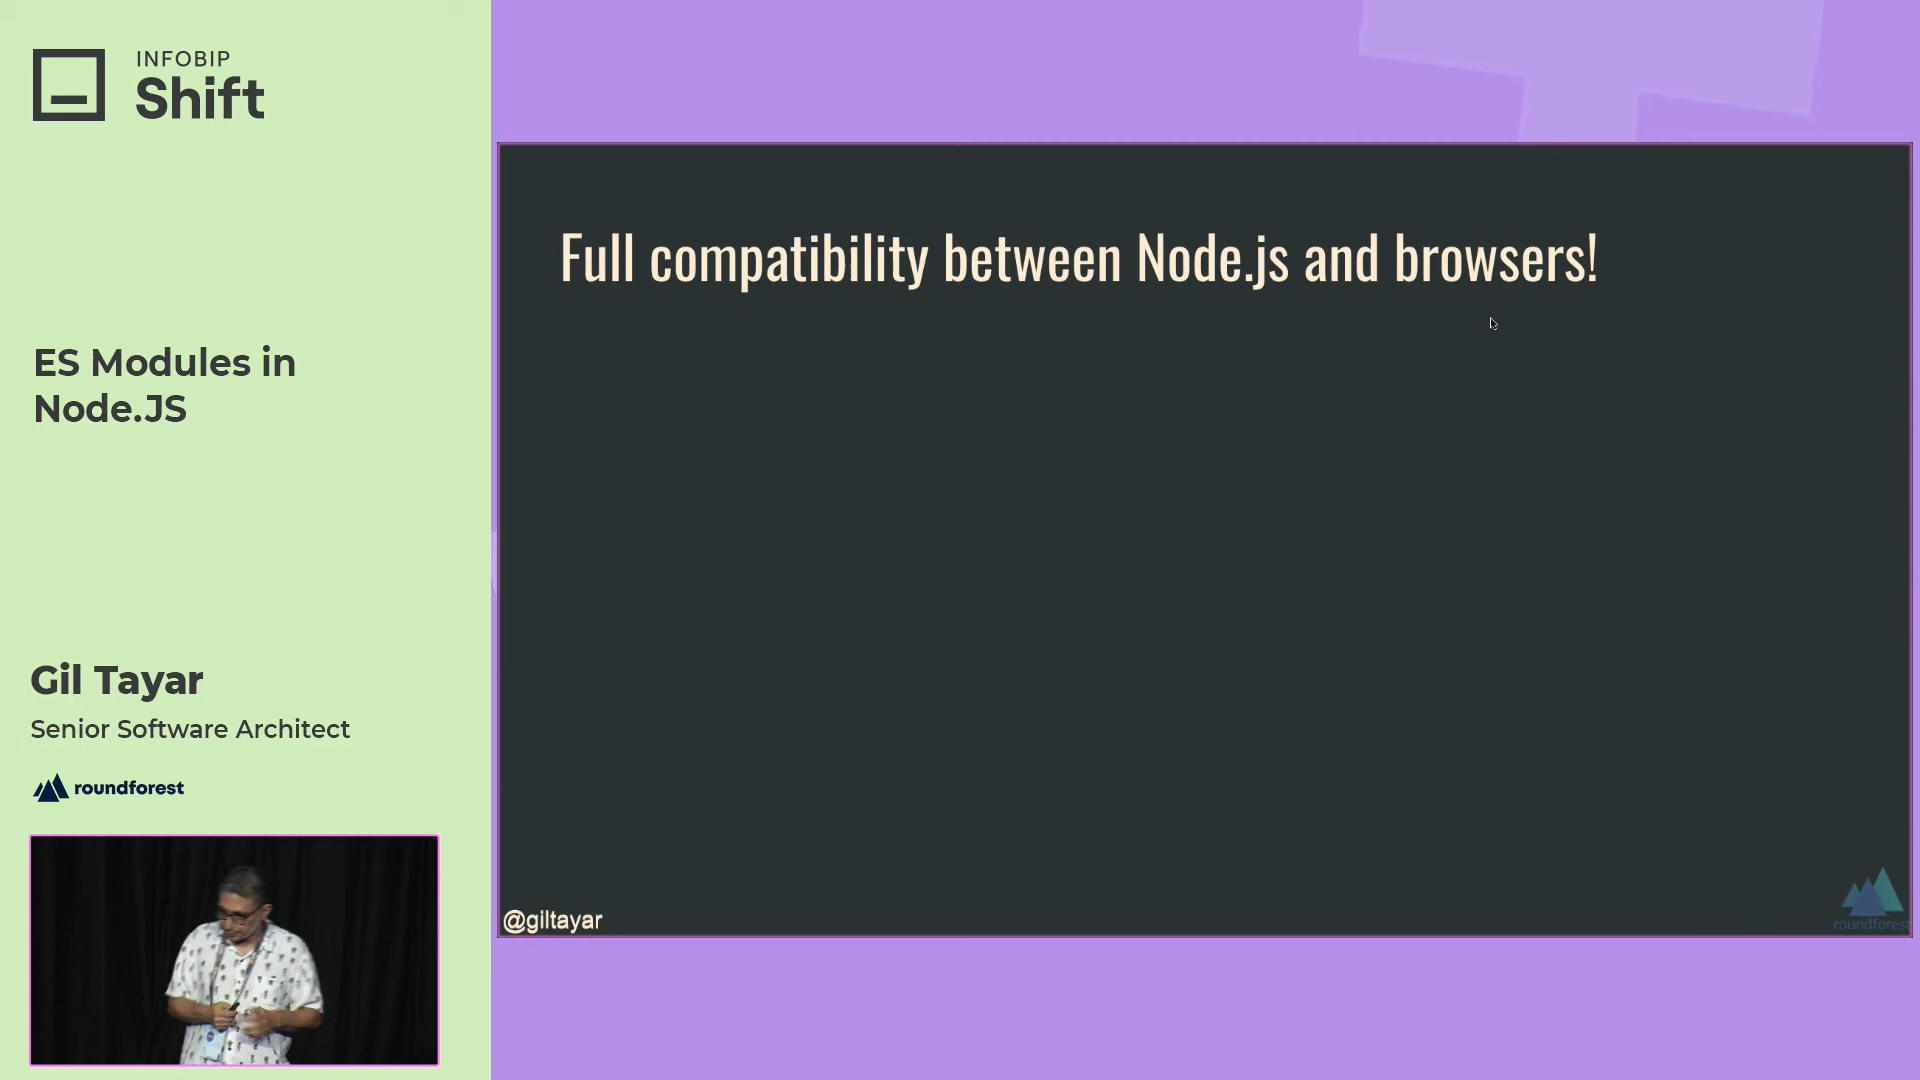 INFOBIP
Shift
ES Modules in
Node.JS
Gil Tayar
Senior Software Architect
roundforest
Full compatibility between Node.js and browsers!
@giltayar
roundforest